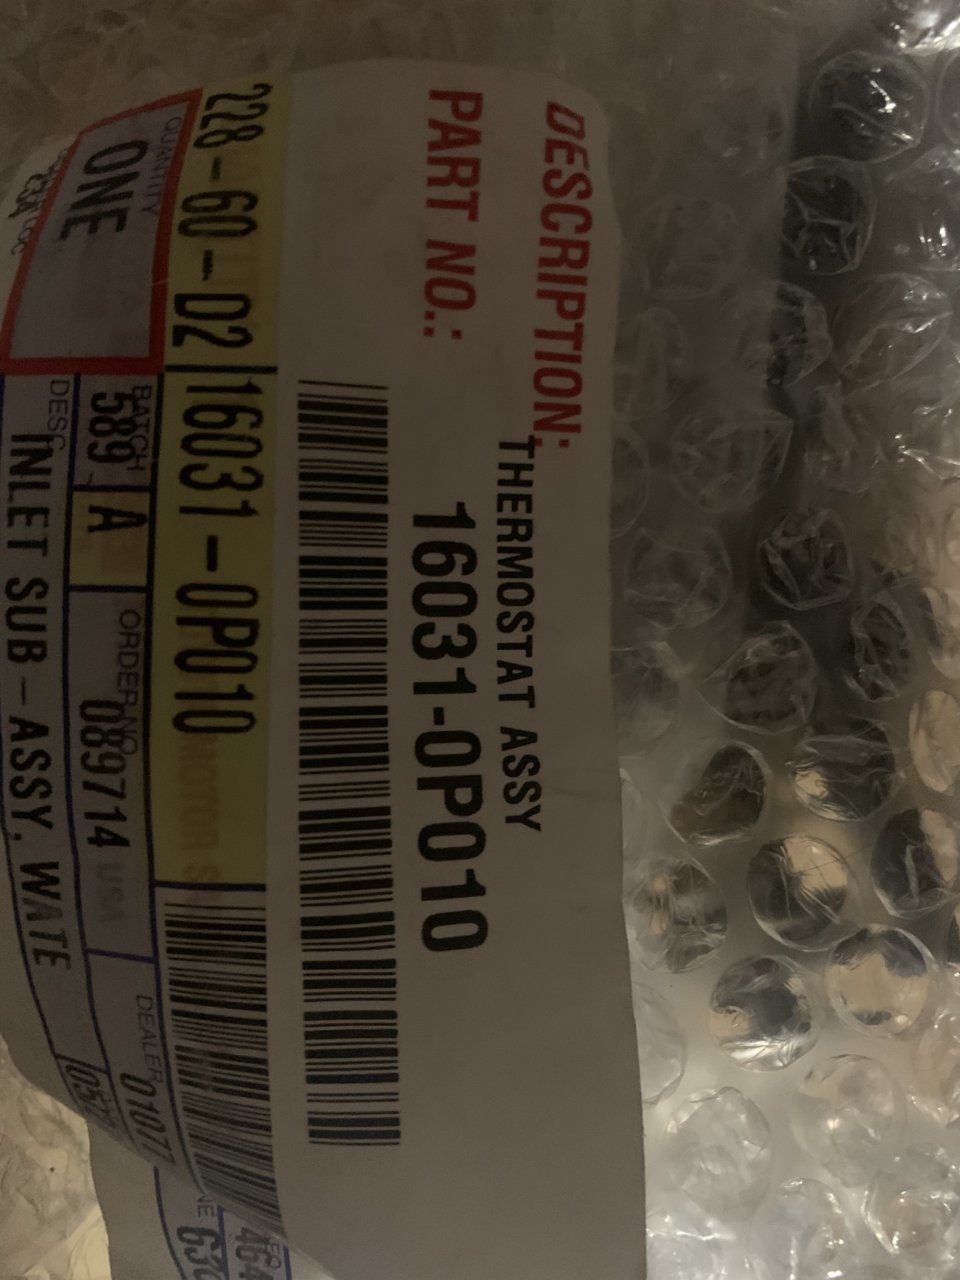 DESCRIPTION:
THERMOSTAT ASSY
PART NO.:
16031-0P010
228-60-D2
16031-0P010
QUANTITY
ONE
BATCH
589
A
ORDER NO
089714
DEALER
01077
DESC
INLET SUB-ASSY, WATE